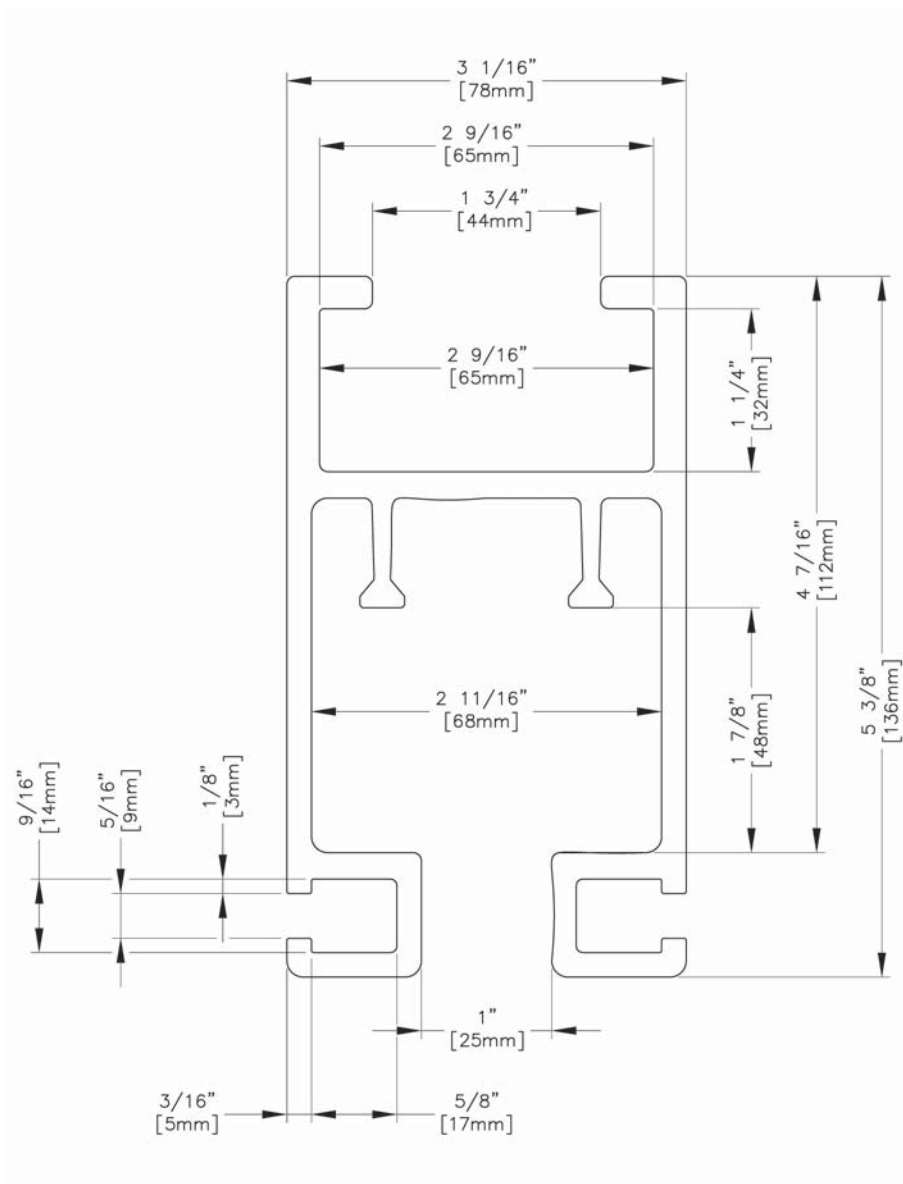 3 1/16”
[78mm]
2 9/16”
[65mm]
1 3/4”
[44mm]
2 9/16”
[65mm]
1 1/4”
[32mm]
4 7/16”
[112mm]
5 3/8”
[136mm]
2 11/16”
[68mm]
1 7/8”
[48mm]
9/16”
[14mm]
5/16”
[9mm]
1/8”
[3mm]
1”
[25mm]
3/16”
[5mm]
5/8”
[17mm]